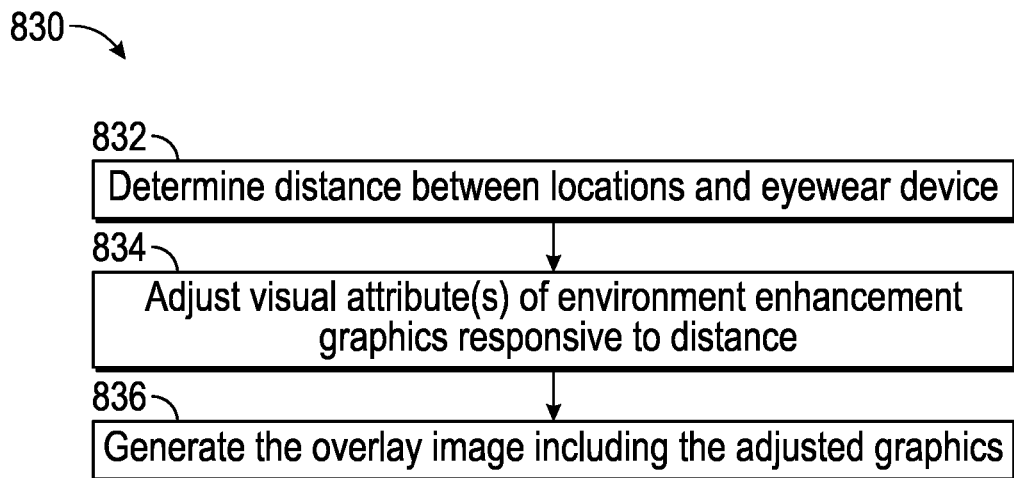 830
832
Determine distance between locations and eyewear device
834
Adjust visual attribute(s) of environment enhancement
graphics responsive to distance
836
Generate the overlay image including the adjusted graphics